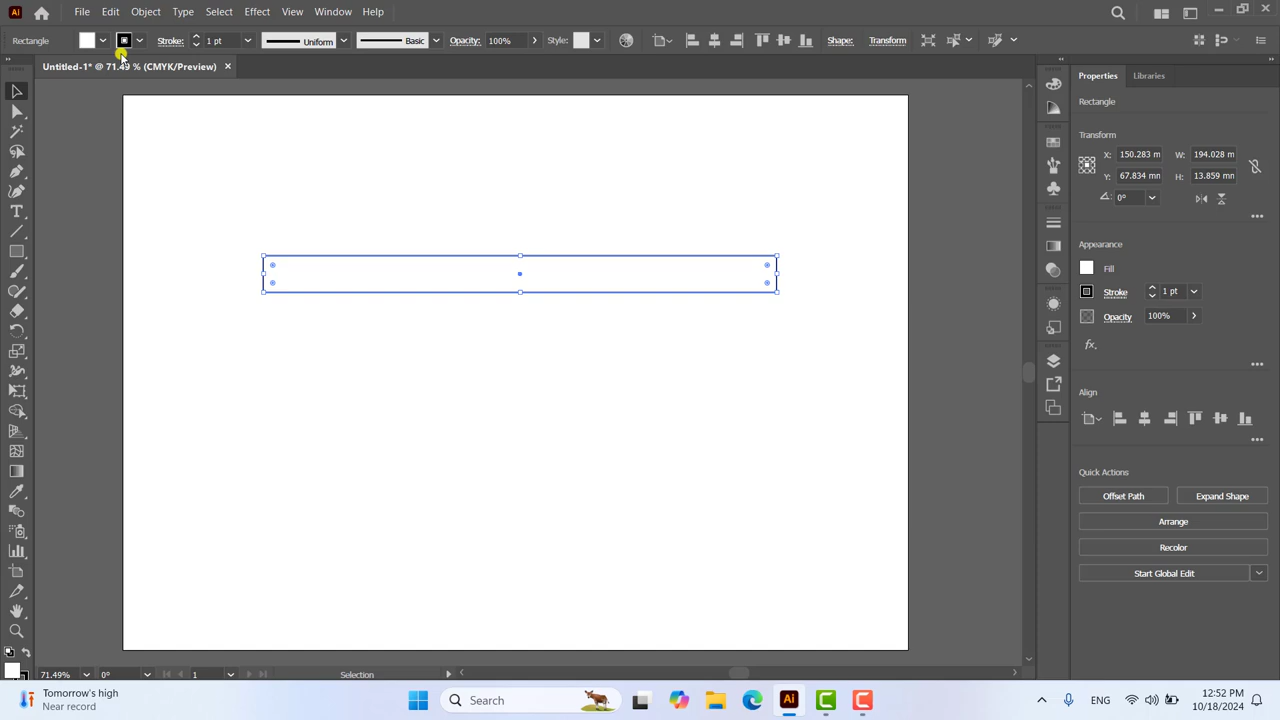 Ai File Edit Object Type Select Effect View Window Help
Rectangle Stroke: 1 pt Uniform Basic Opacity: 100% Style: Shape: Transform
Untitled-1* @ 71.49 % (CMYK/Preview) ×
Properties Libraries
Rectangle
Transform
X: 150.283 m W: 194.028 m
Y: 67.834 mn H: 13.859 mn
0°
Appearance
Fill
Stroke 1 pt
Opacity 100%
fx
Align
Quick Actions
Offset Path Expand Shape
Arrange
Recolor
Start Global Edit
71.49% 0° 1 Selection
Tomorrow's high
Near record
Search
Ai
ENG
12:52 PM
10/18/2024